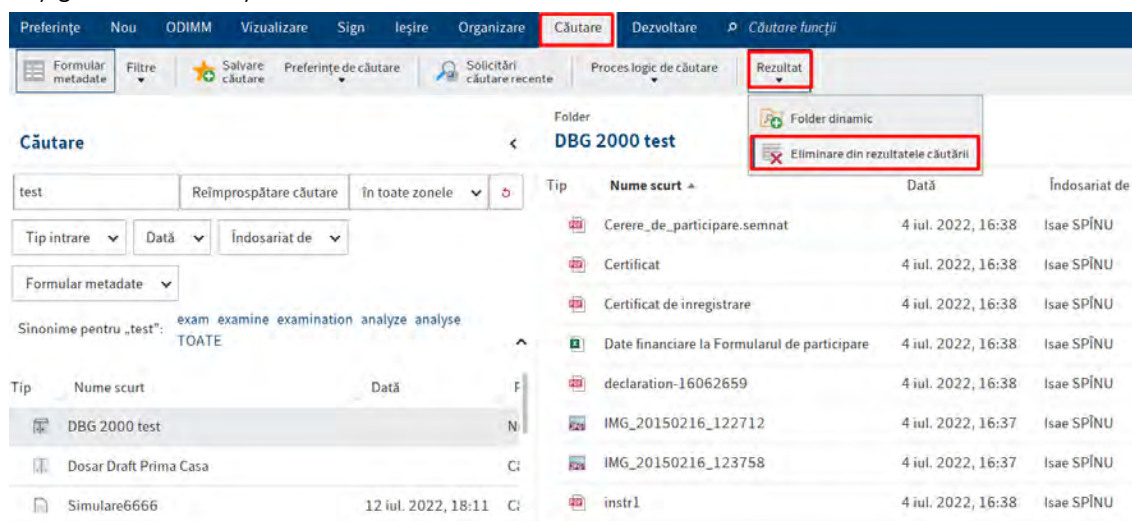 Preferințe Nou ODIMM Vizualizare Sign Ieșire Organizare Căutare Dezvoltare Căutare funcții
Formular metadate Filtre Salvare căutare Preferințe de căutare Solicitări căutare recente Proces logic de căutare Rezultat
Folder dinamic
Eliminare din rezultatele căutării
Căutare
Folder
DBG 2000 test
test Reîmprospătare căutare în toate zonele
Tip intrare Dată Îndosariat de
Formular metadate
Sinonime pentru „test": exam examine examination analyze analyse
TOATE
Tip Nume scurt Dată
DBG 2000 test
Dosar Draft Prima Casa
Simulare6666 12 iul. 2022, 18:11
Tip Nume scurt Dată Îndosariat de
Cerere_de_participare.semnat 4 iul. 2022, 16:38 Isae SPÎNU
Certificat 4 iul. 2022, 16:38 Isae SPÎNU
Certificat de inregistrare 4 iul. 2022, 16:38 Isae SPÎNU
Date financiare la Formularul de participare 4 iul. 2022, 16:38 Isae SPÎNU
declaration-16062659 4 iul. 2022, 16:38 Isae SPÎNU
IMG_20150216_122712 4 iul. 2022, 16:37 Isae SPÎNU
IMG_20150216_123758 4 iul. 2022, 16:37 Isae SPÎNU
instr1 4 iul. 2022, 16:38 Isae SPÎNU